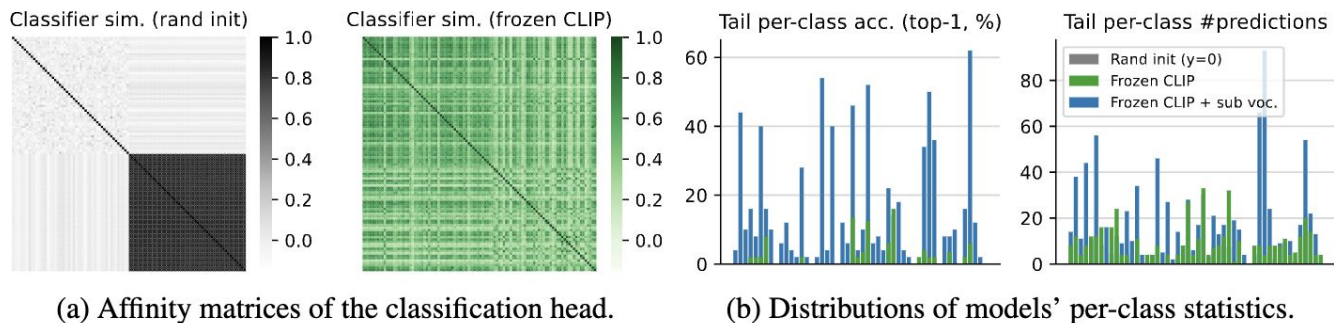 Classifier sim. (rand init)
1.0
0.8
0.6
0.4
0.2
0.0
Classifier sim. (frozen CLIP)
1.0
0.8
0.6
0.4
0.2
0.0
(a) Affinity matrices of the classification head.
Tail per-class acc. (top-1, %)
60
40
20
0
Tail per-class #predictions
80
60
40
20
0
Rand init (y=0)
Frozen CLIP
Frozen CLIP + sub voc.
(b) Distributions of models’ per-class statistics.